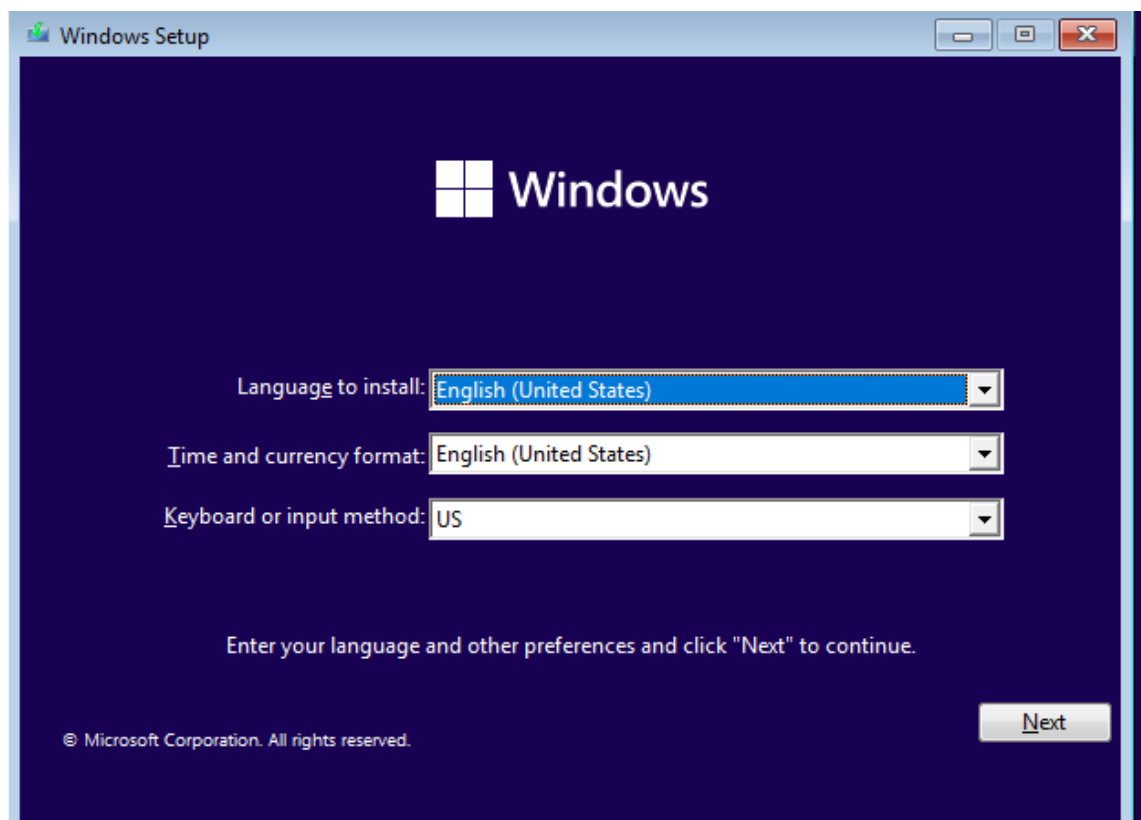 Windows Setup
Windows
Language to install: English (United States)
Time and currency format: English (United States)
Keyboard or input method: US
Enter your language and other preferences and click "Next" to continue.
Next
© Microsoft Corporation. All rights reserved.